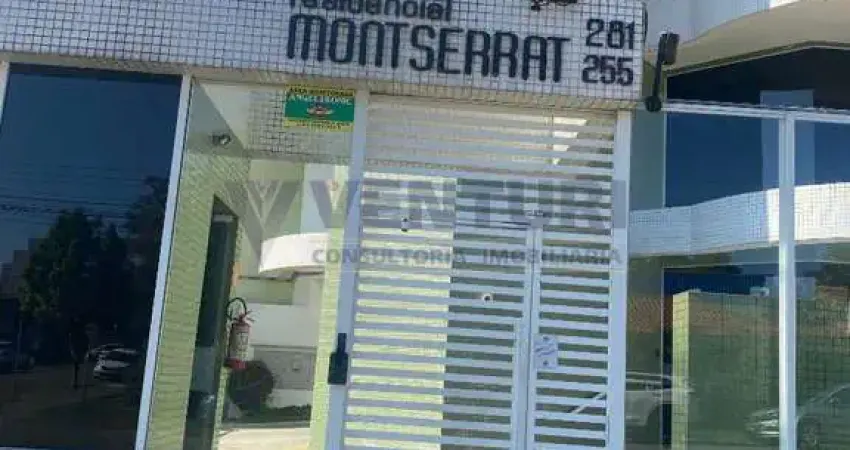 residencial
MONTSERRAT
281
255
VENTURI
CONSULTORIA IMOBILIÁRIA